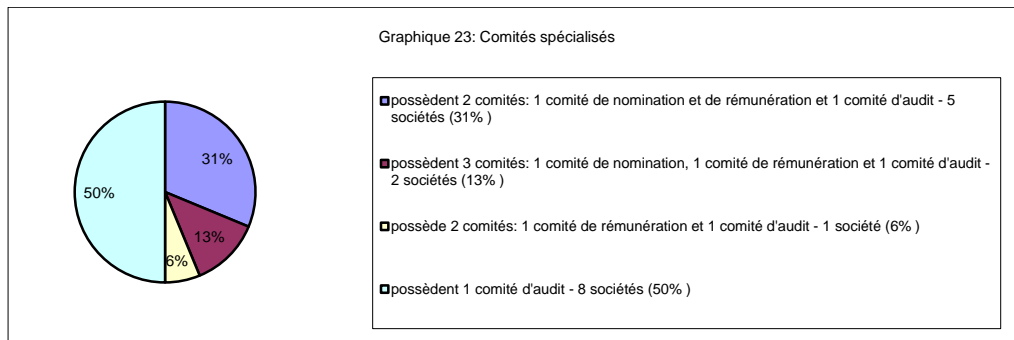 Graphique 23: Comités spécialisés
31%
13%
6%
50%
possèdent 2 comités: 1 comité de nomination et de rémunération et 1 comité d'audit - 5
sociétés (31% )
possèdent 3 comités: 1 comité de nomination, 1 comité de rémunération et 1 comité d'audit -
2 sociétés (13% )
possède 2 comités: 1 comité de rémunération et 1 comité d'audit - 1 société (6% )
possèdent 1 comité d'audit - 8 sociétés (50% )